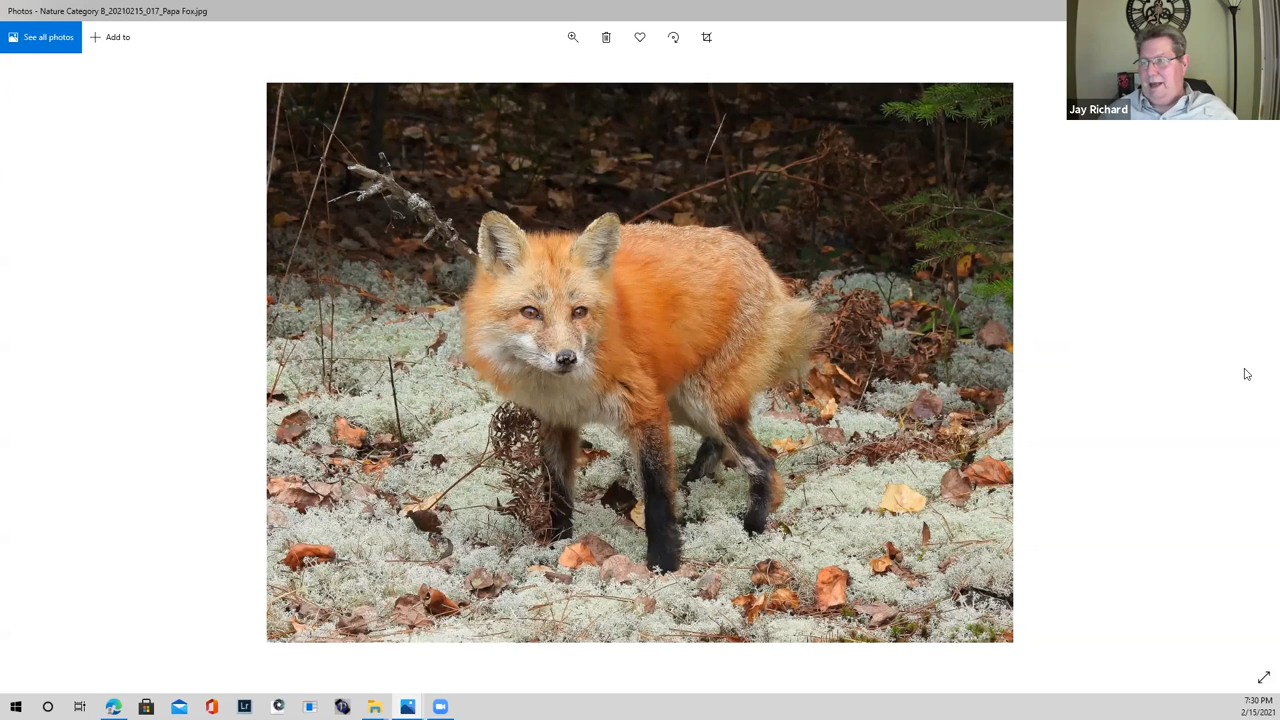 Photos - Nature Category B_20210215_017_Papa Fox.jpg
See all photos
Add to
Jay Richard
Lr
7:30 PM
2/15/2021